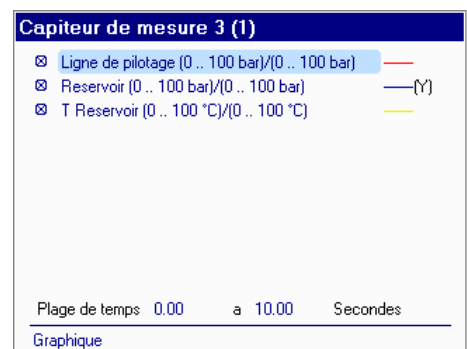 Capiteur de mesure 3 (1)
Ligne de pilotage (0 .. 100 bar)/(0 .. 100 bar)
Reservoir (0 .. 100 bar)/(0 .. 100 bar) (Y)
T Reservoir (0 .. 100 °C)/(0 .. 100 °C)
Plage de temps 0.00 a 10.00 Secondes
Graphique